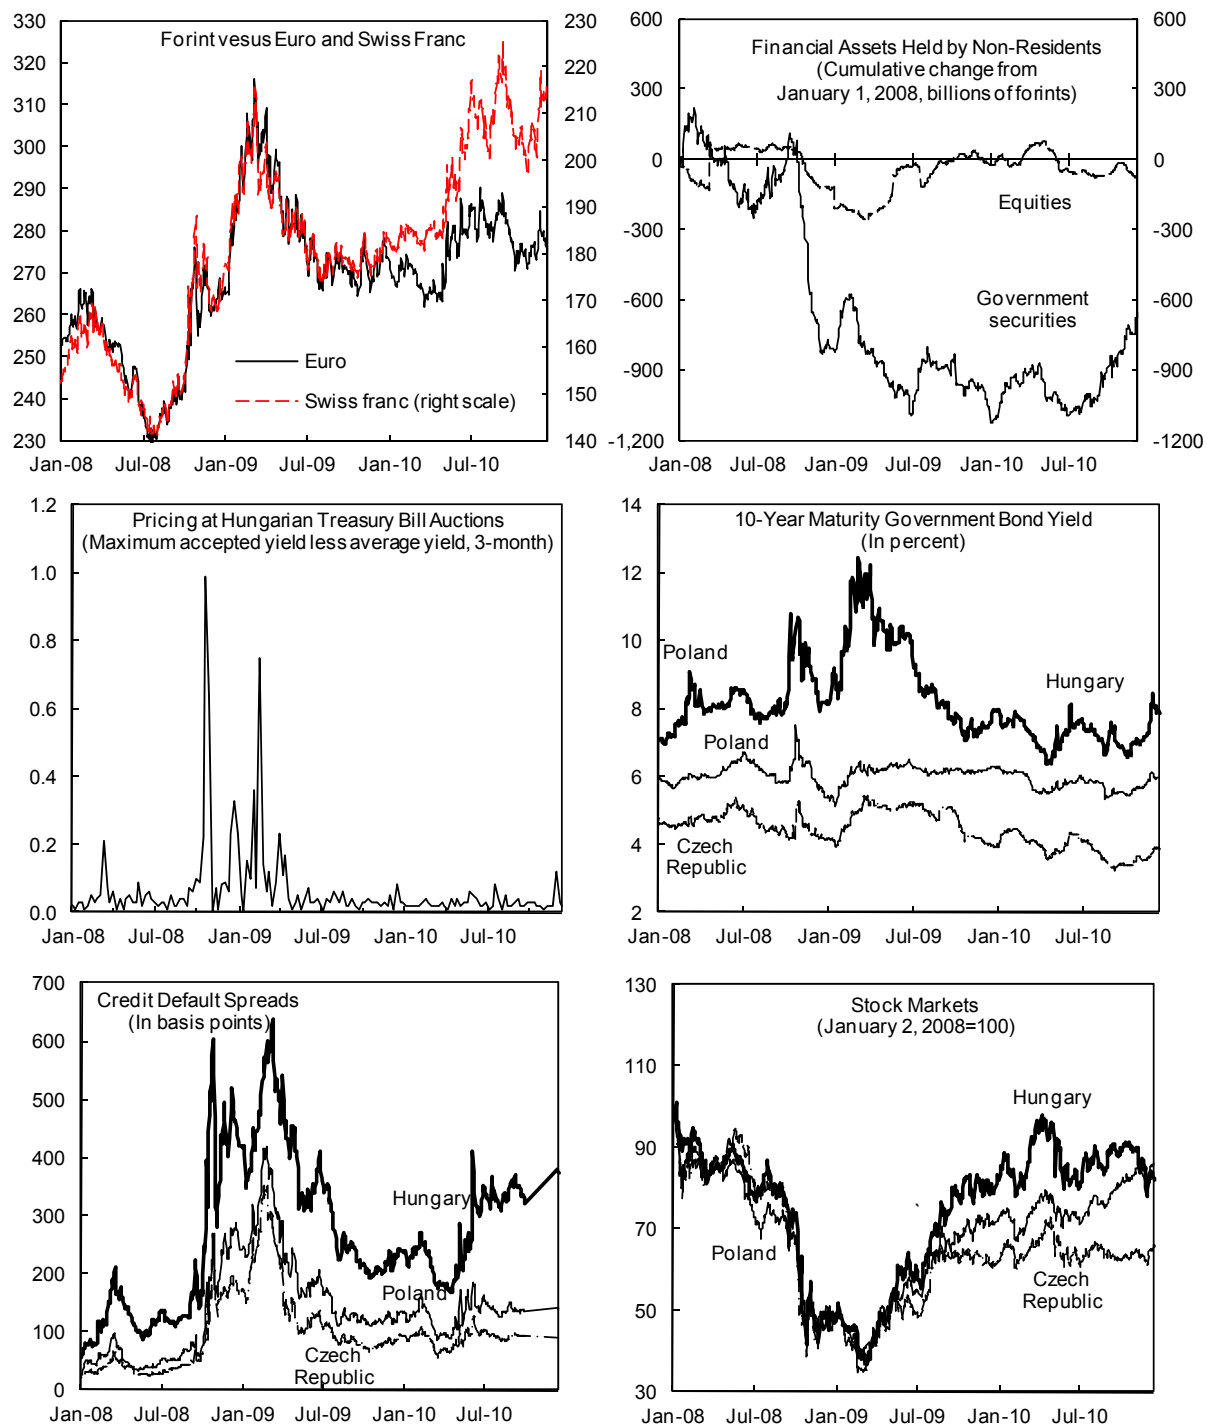 Forint versus Euro and Swiss Franc
330
320
310
300
290
280
270
260
250
240
230
230
220
210
200
190
180
170
160
150
140
Euro
Swiss franc (right scale)
Jan-08 Jul-08 Jan-09 Jul-09 Jan-10 Jul-10
Financial Assets Held by Non-Residents
(Cumulative change from
January 1, 2008, billions of forints)
600
300
0
-300
-600
-900
-1,200
600
300
0
-300
-600
-900
-1200
Equities
Government
securities
Jan-08 Jul-08 Jan-09 Jul-09 Jan-10 Jul-10
Pricing at Hungarian Treasury Bill Auctions
(Maximum accepted yield less average yield, 3-month)
1.2
1.0
0.8
0.6
0.4
0.2
0.0
Jan-08 Jul-08 Jan-09 Jul-09 Jan-10 Jul-10
10-Year Maturity Government Bond Yield
(In percent)
14
12
10
8
6
4
2
Poland
Hungary
Poland
Czech
Republic
Jan-08 Jul-08 Jan-09 Jul-09 Jan-10 Jul-10
Credit Default Spreads
(In basis points)
700
600
500
400
300
200
100
0
Hungary
Poland
Czech
Republic
Jan-08 Jul-08 Jan-09 Jul-09 Jan-10 Jul-10
Stock Markets
(January 2, 2008=100)
130
110
90
70
50
30
Hungary
Poland
Czech
Republic
Jan-08 Jul-08 Jan-09 Jul-09 Jan-10 Jul-10